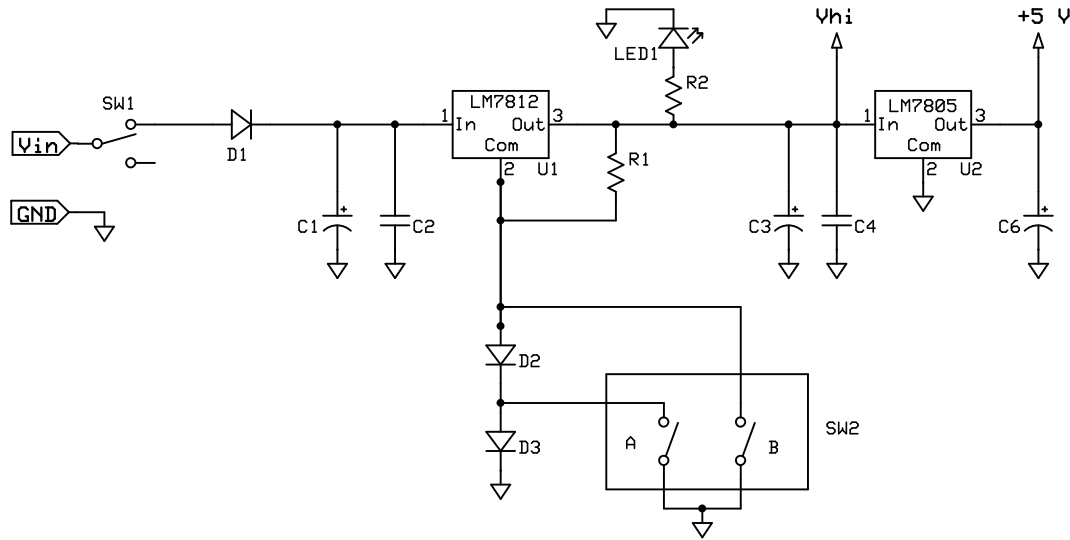 Vhi
+5 V
LED1
R2
SW1
LM7812
LM7805
1
In
Out
3
1
In
Out
3
Vin
D1
Com
Com
2
U1
R1
2
U2
GND
C1
+
C2
C3
+
C4
C6
+
D2
A
B
SW2
D3